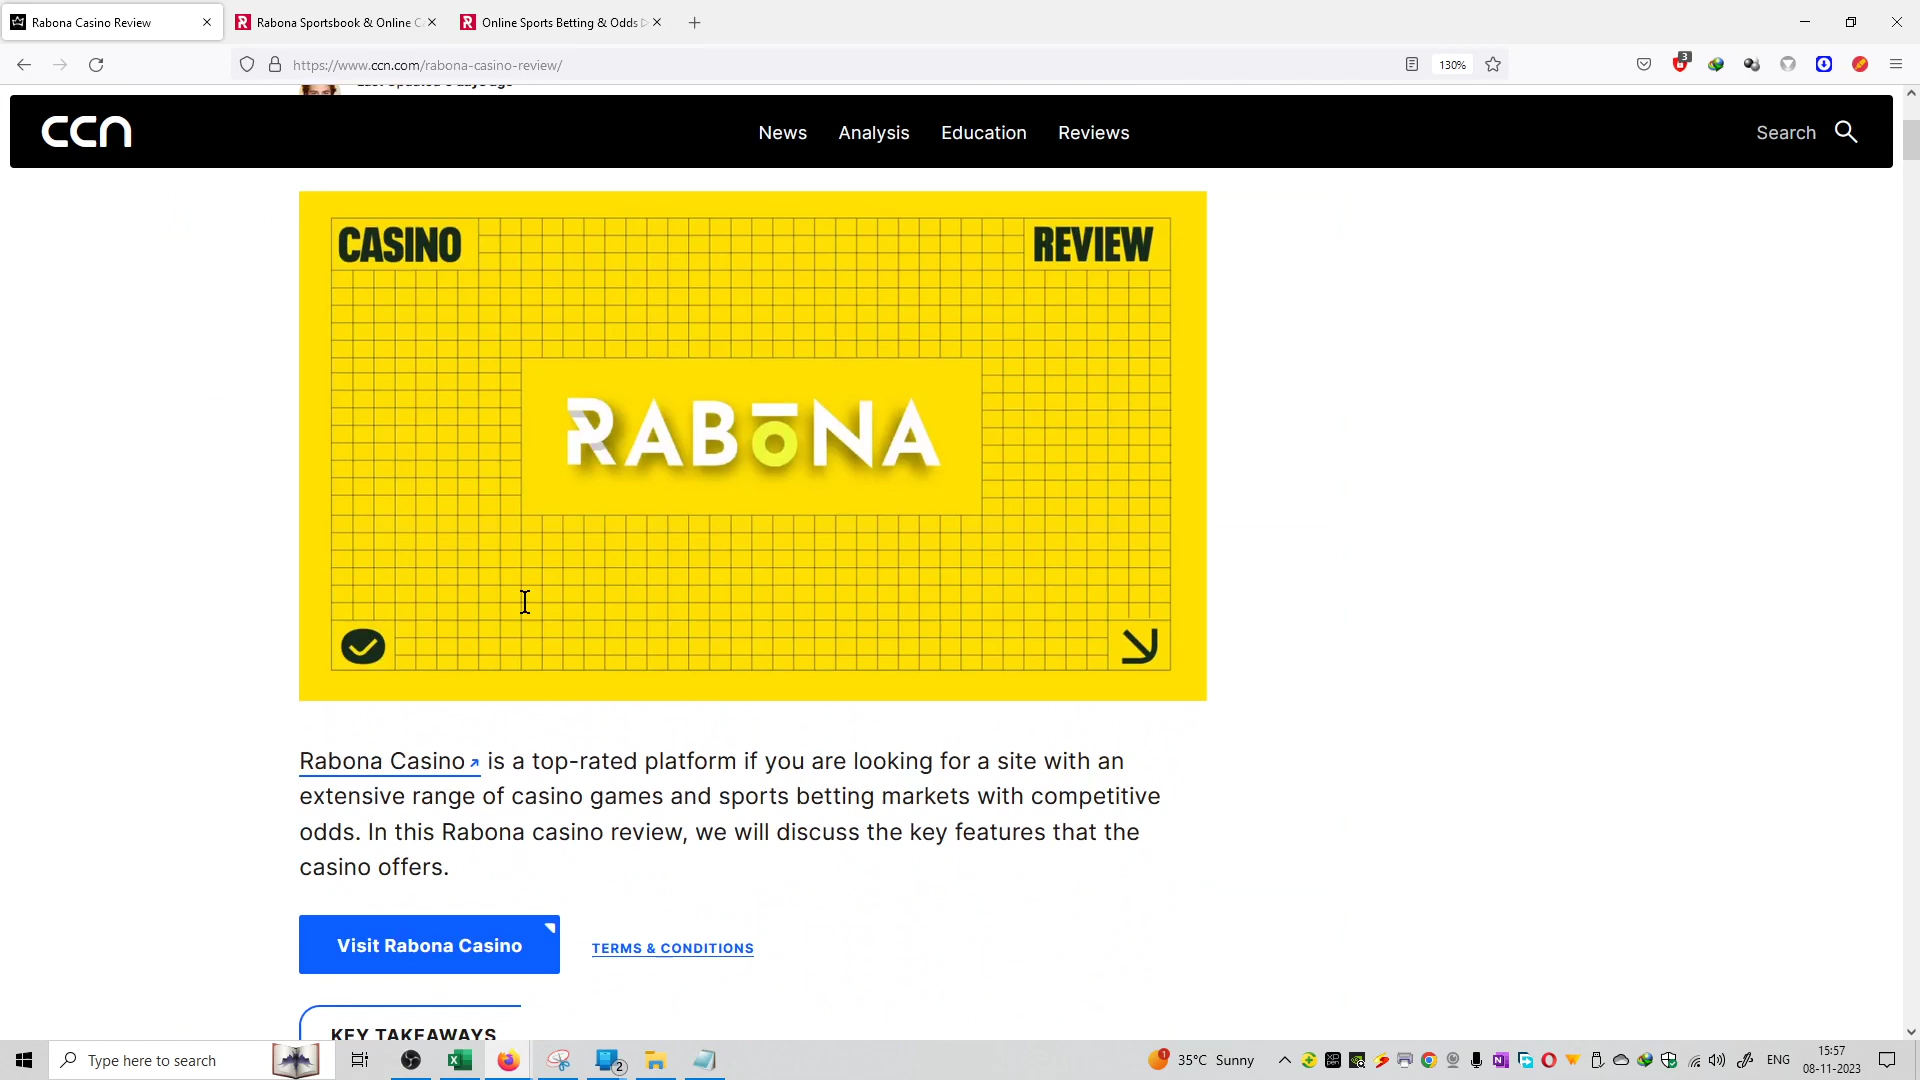 Rabona Casino Review
Rabona Sportsbook & Online C
Online Sports Betting & Odds
https://www.ccn.com/rabona-casino-review/
130%
3
ccn
News
Analysis
Education
Reviews
Search
CASINO
REVIEW
RABONA
Rabona Casino is a top-rated platform if you are looking for a site with an
extensive range of casino games and sports betting markets with competitive
odds. In this Rabona casino review, we will discuss the key features that the
casino offers.
Visit Rabona Casino
TERMS & CONDITIONS
KEY TAKEAWAYS
Type here to search
2
1
35°C Sunny
ENG
15:57
08-11-2023